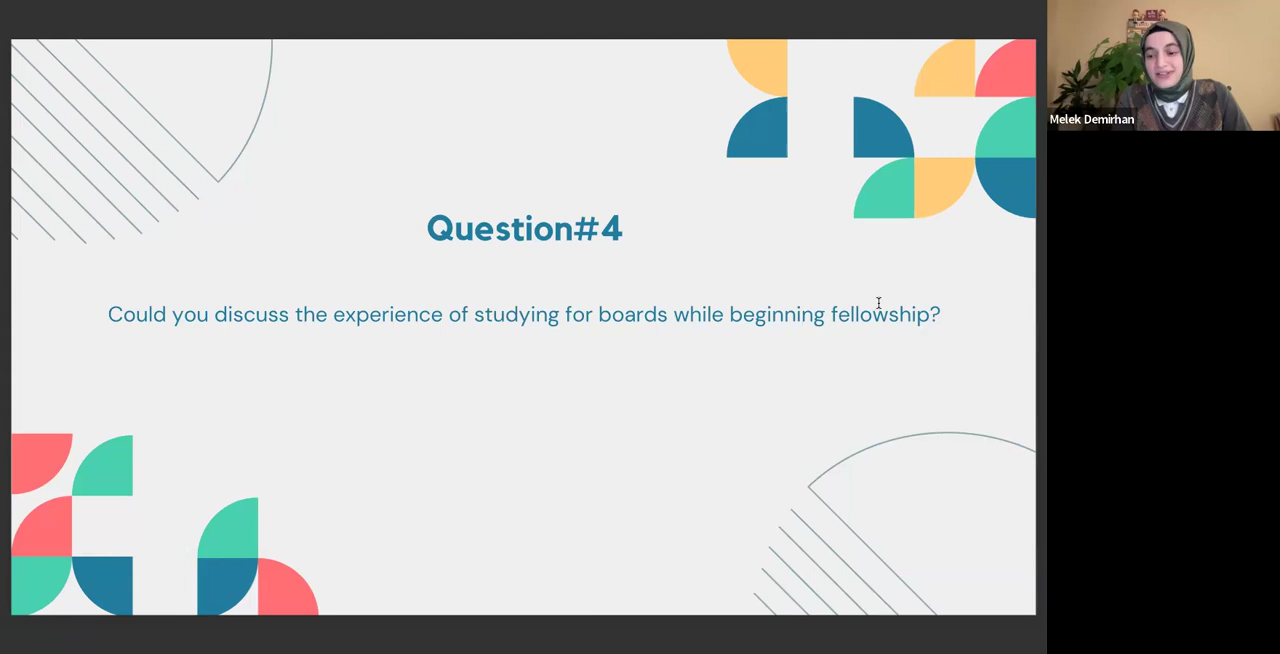 Question#4
Could you discuss the experience of studying for boards while beginning fellowship?
Melek Demirhan